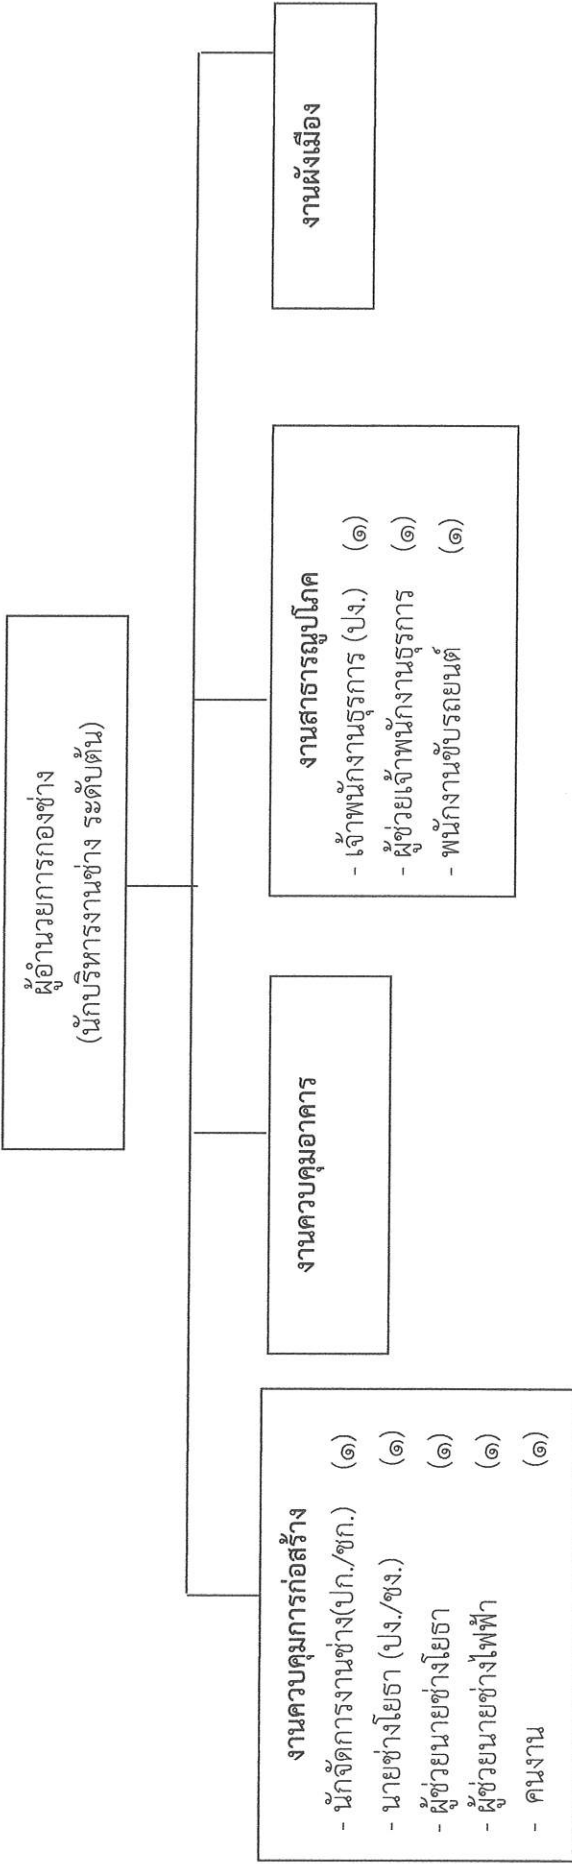 ผู้อำนวยการกองช่าง
(นักบริหารงานช่าง ระดับต้น)
งานควบคุมการก่อสร้าง
- นักจัดการงานช่าง(ปก./ชก.) (๑)
- นายช่างโยธา (ปง./ชง.) (๑)
- ผู้ช่วยนายช่างโยธา (๑)
- ผู้ช่วยนายช่างไฟฟ้า (๑)
- คนงาน (๑)
งานควบคุมอาคาร
งานสาธารณูปโภค
- เจ้าพนักงานธุรการ (ปง.) (๑)
- ผู้ช่วยเจ้าพนักงานธุรการ (๑)
- พนักงานขับรถยนต์ (๑)
งานผังเมือง